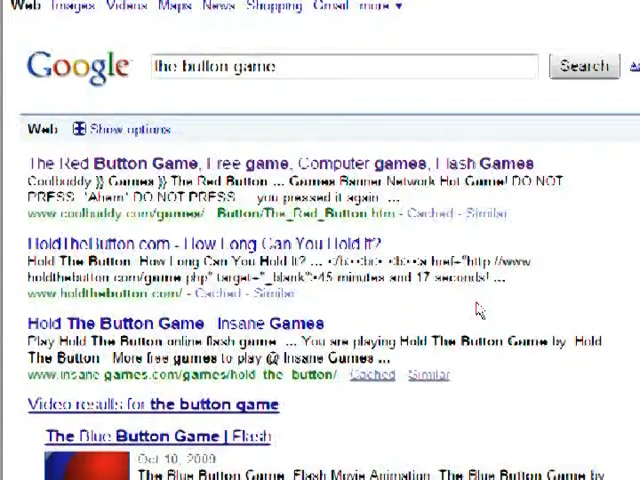 Web Images Videos Maps News Shopping Gmail more ▼
Google the button game Search
Web Show options...
The Red Button Game, Free game, Computer games, Flash Games
Coolbuddy }} Games }} The Red Button ... Games Banner Network Hot Game! DO NOT
PRESS. 'Ahem' DO NOT PRESS ... you pressed it again. ...
www.coolbuddy.com/games/...Button/The_Red_Button.htm - Cached - Similar
HoldTheButton.com - How Long Can You Hold It?
Hold The Button. How Long Can You Hold It? ... </b><br> <b><a href="http://www.
holdthebutton.com/game.php" target="_blank">45 minutes and 17 seconds! ...
www.holdthebutton.com/ - Cached - Similar
Hold The Button Game - Insane Games
Play Hold The Button online flash game. ... You are playing Hold The Button Game by. Hold
The Button. More free games to play @ Insane Games ...
www.insane-games.com/games/hold_the_button/ Cached Similar
Video results for the button game
The Blue Button Game | Flash
Oct 10, 2009
The Blue Button Game, Flash Movie Animation. The Blue Button Game by